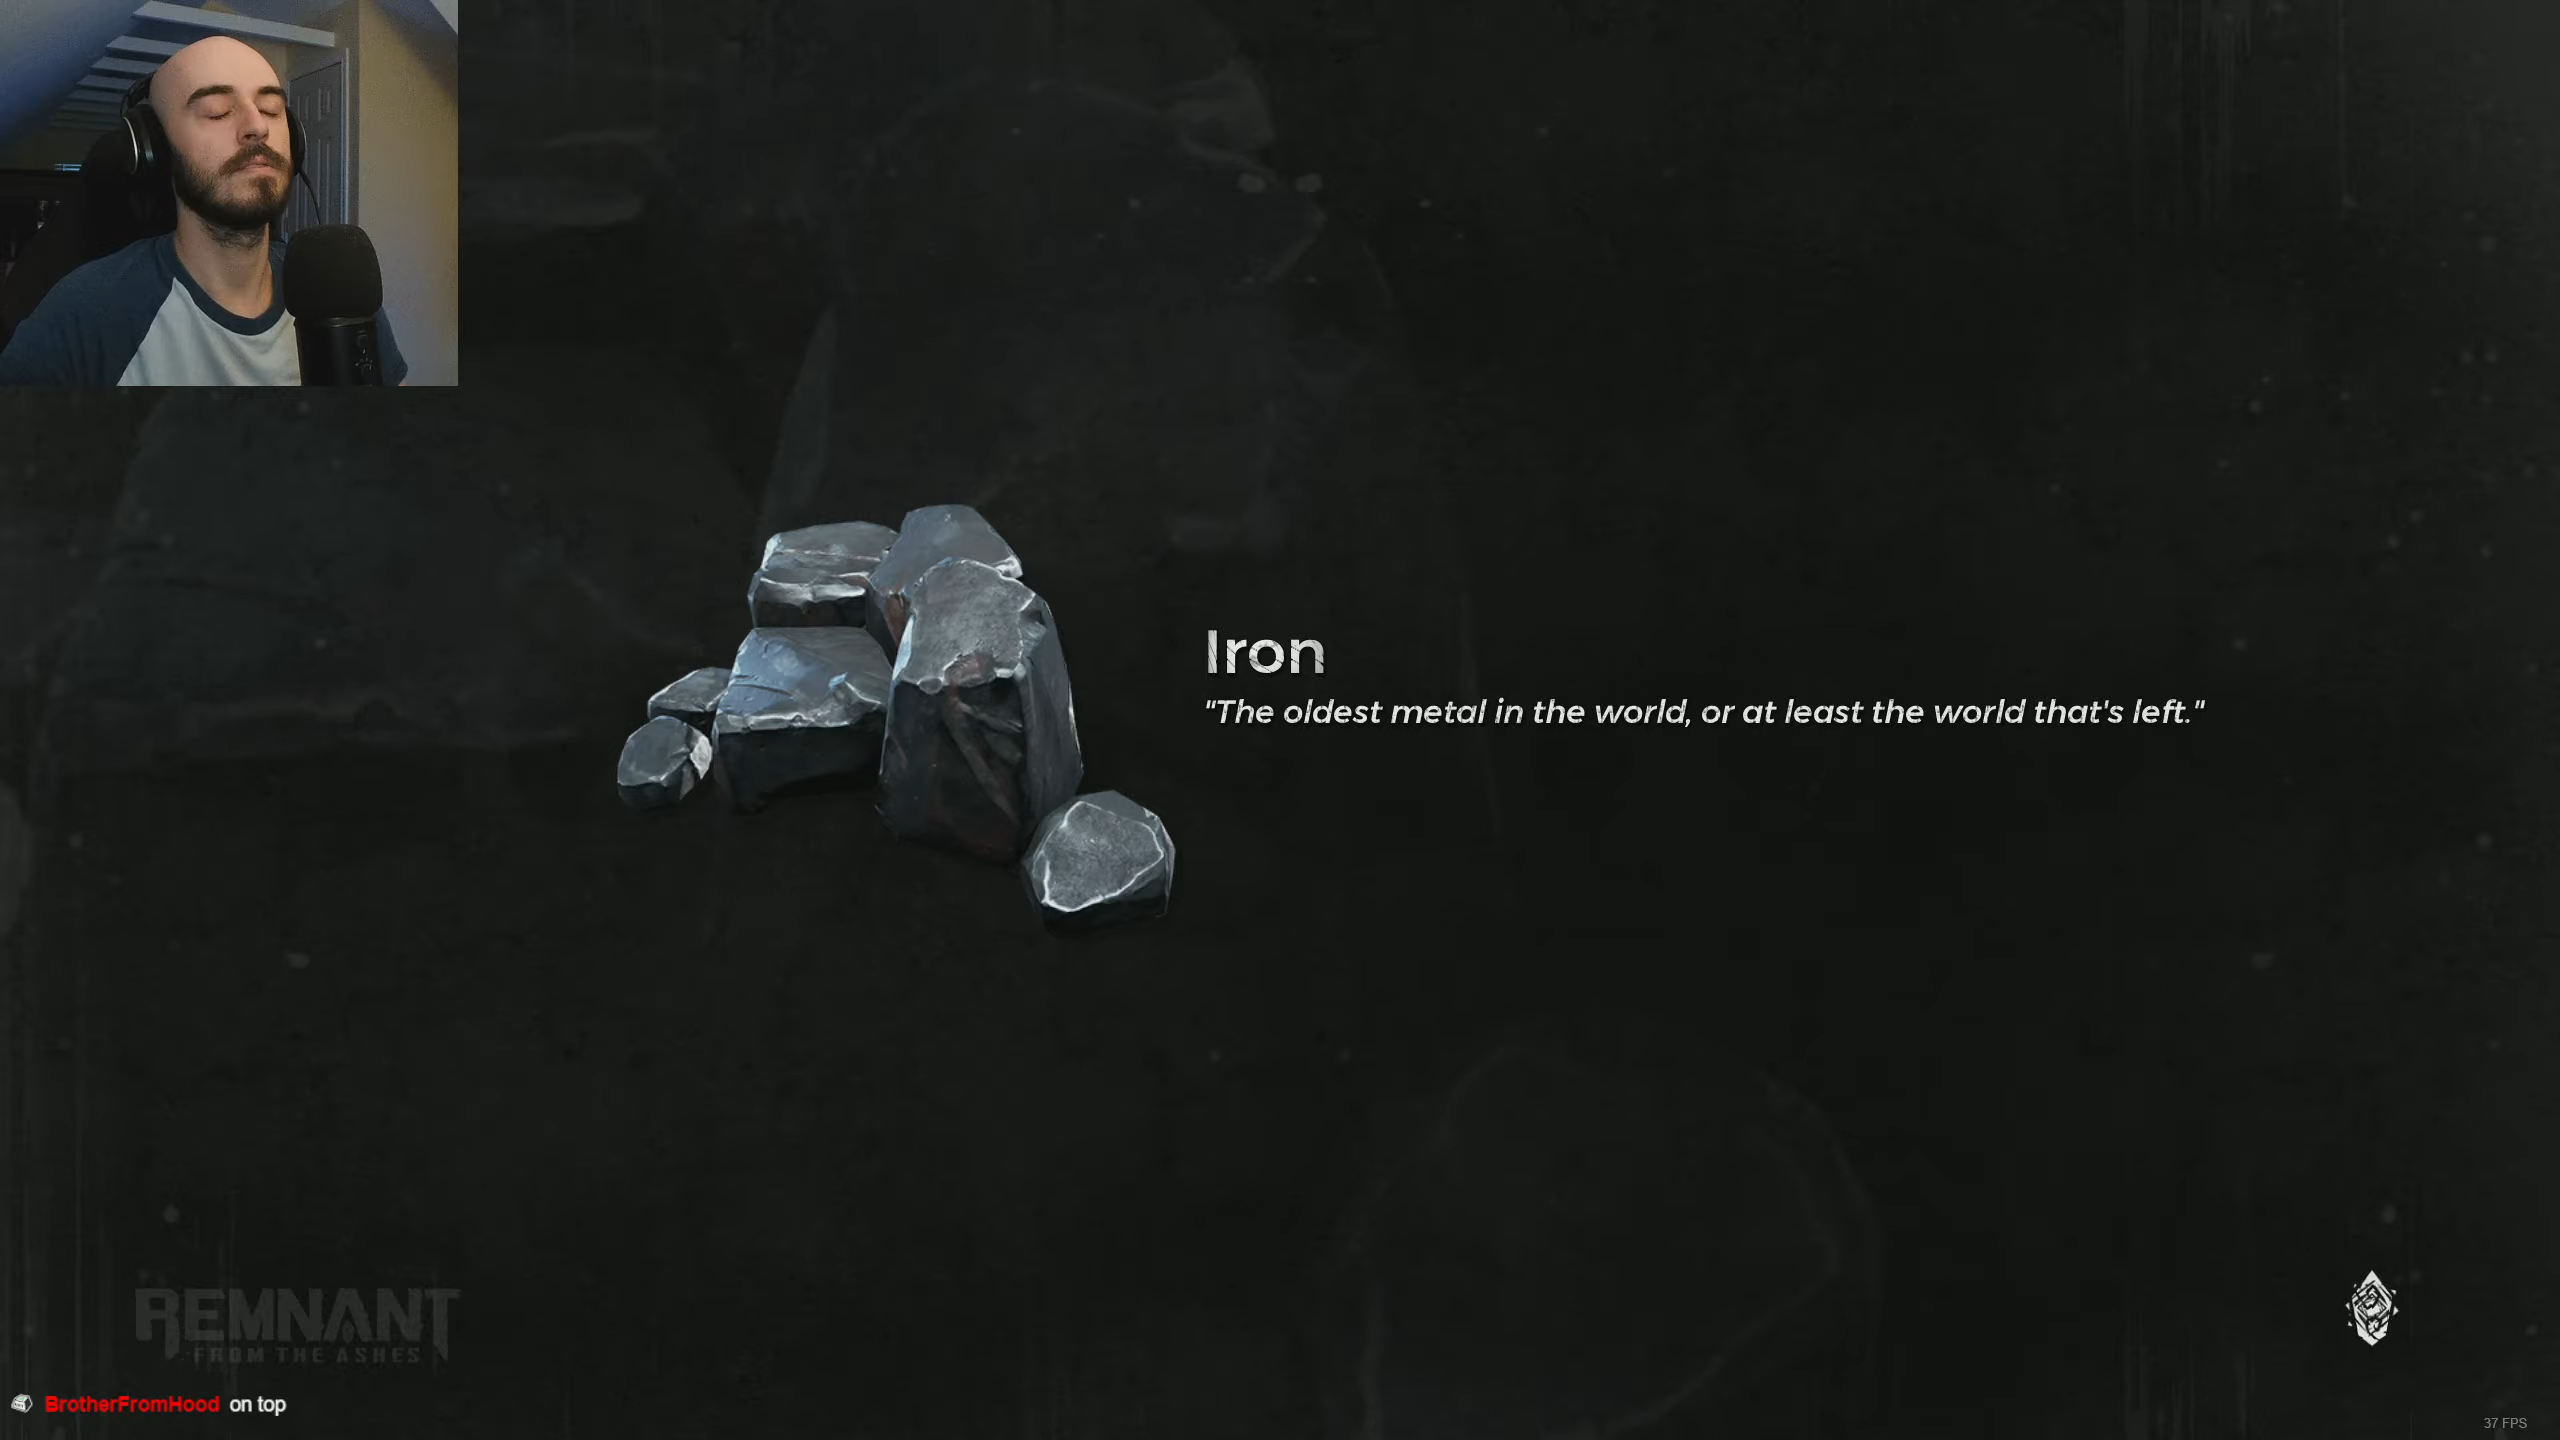 Iron
"The oldest metal in the world, or at least the world that's left."
REMNANT
FROM THE ASHES
BrotherFromHood on top
37 FPS